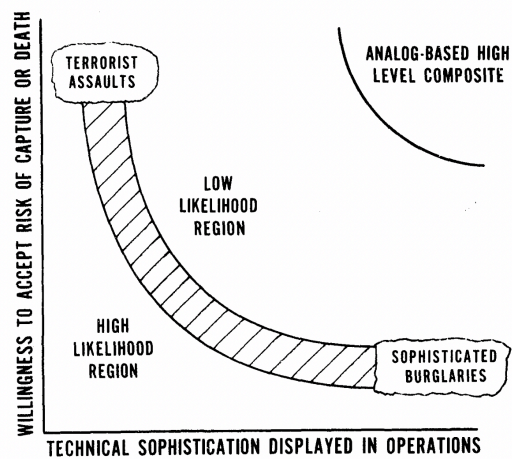 WILLINGNESS TO ACCEPT RISK OF CAPTURE OR DEATH
TERRORIST
ASSAULTS
ANALOG-BASED HIGH
LEVEL COMPOSITE
LOW
LIKELIHOOD
REGION
HIGH
LIKELIHOOD
REGION
SOPHISTICATED
BURGLARIES
TECHNICAL SOPHISTICATION DISPLAYED IN OPERATIONS